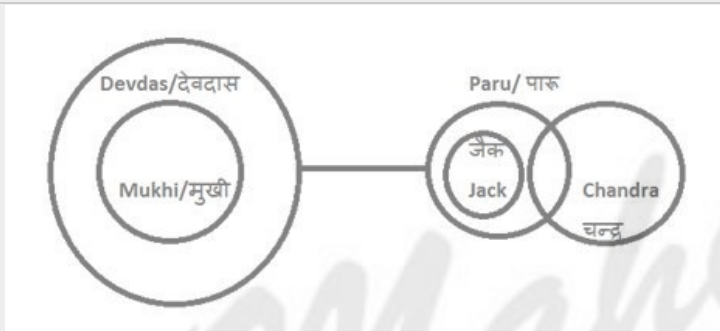 Devdas/देवदास
Paru/ पारू
जैक
Mukhi/मुखी
Jack
Chandra
चन्द्र